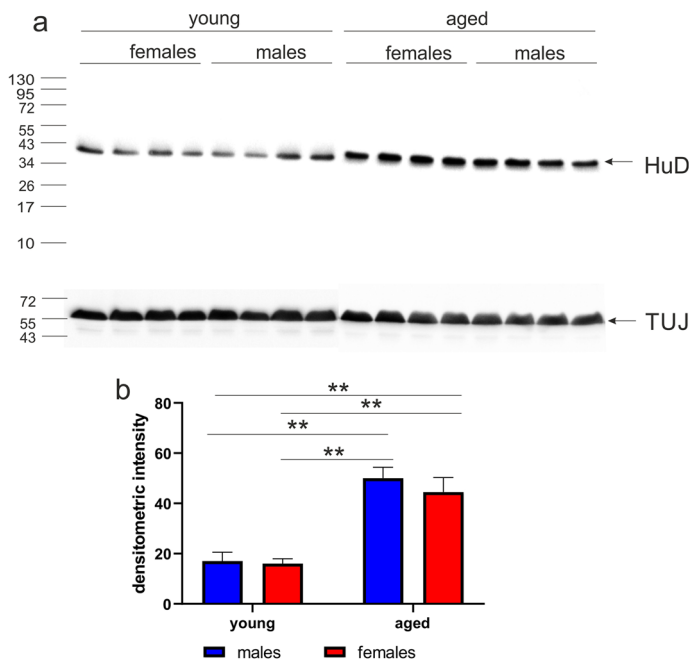 a
young aged
females males females males
130
95
72
55
43
34
26
17
10
HuD
72
55
43
TUJ
b
**
**
**
**
densitometric intensity
80
60
40
20
0
young aged
males females